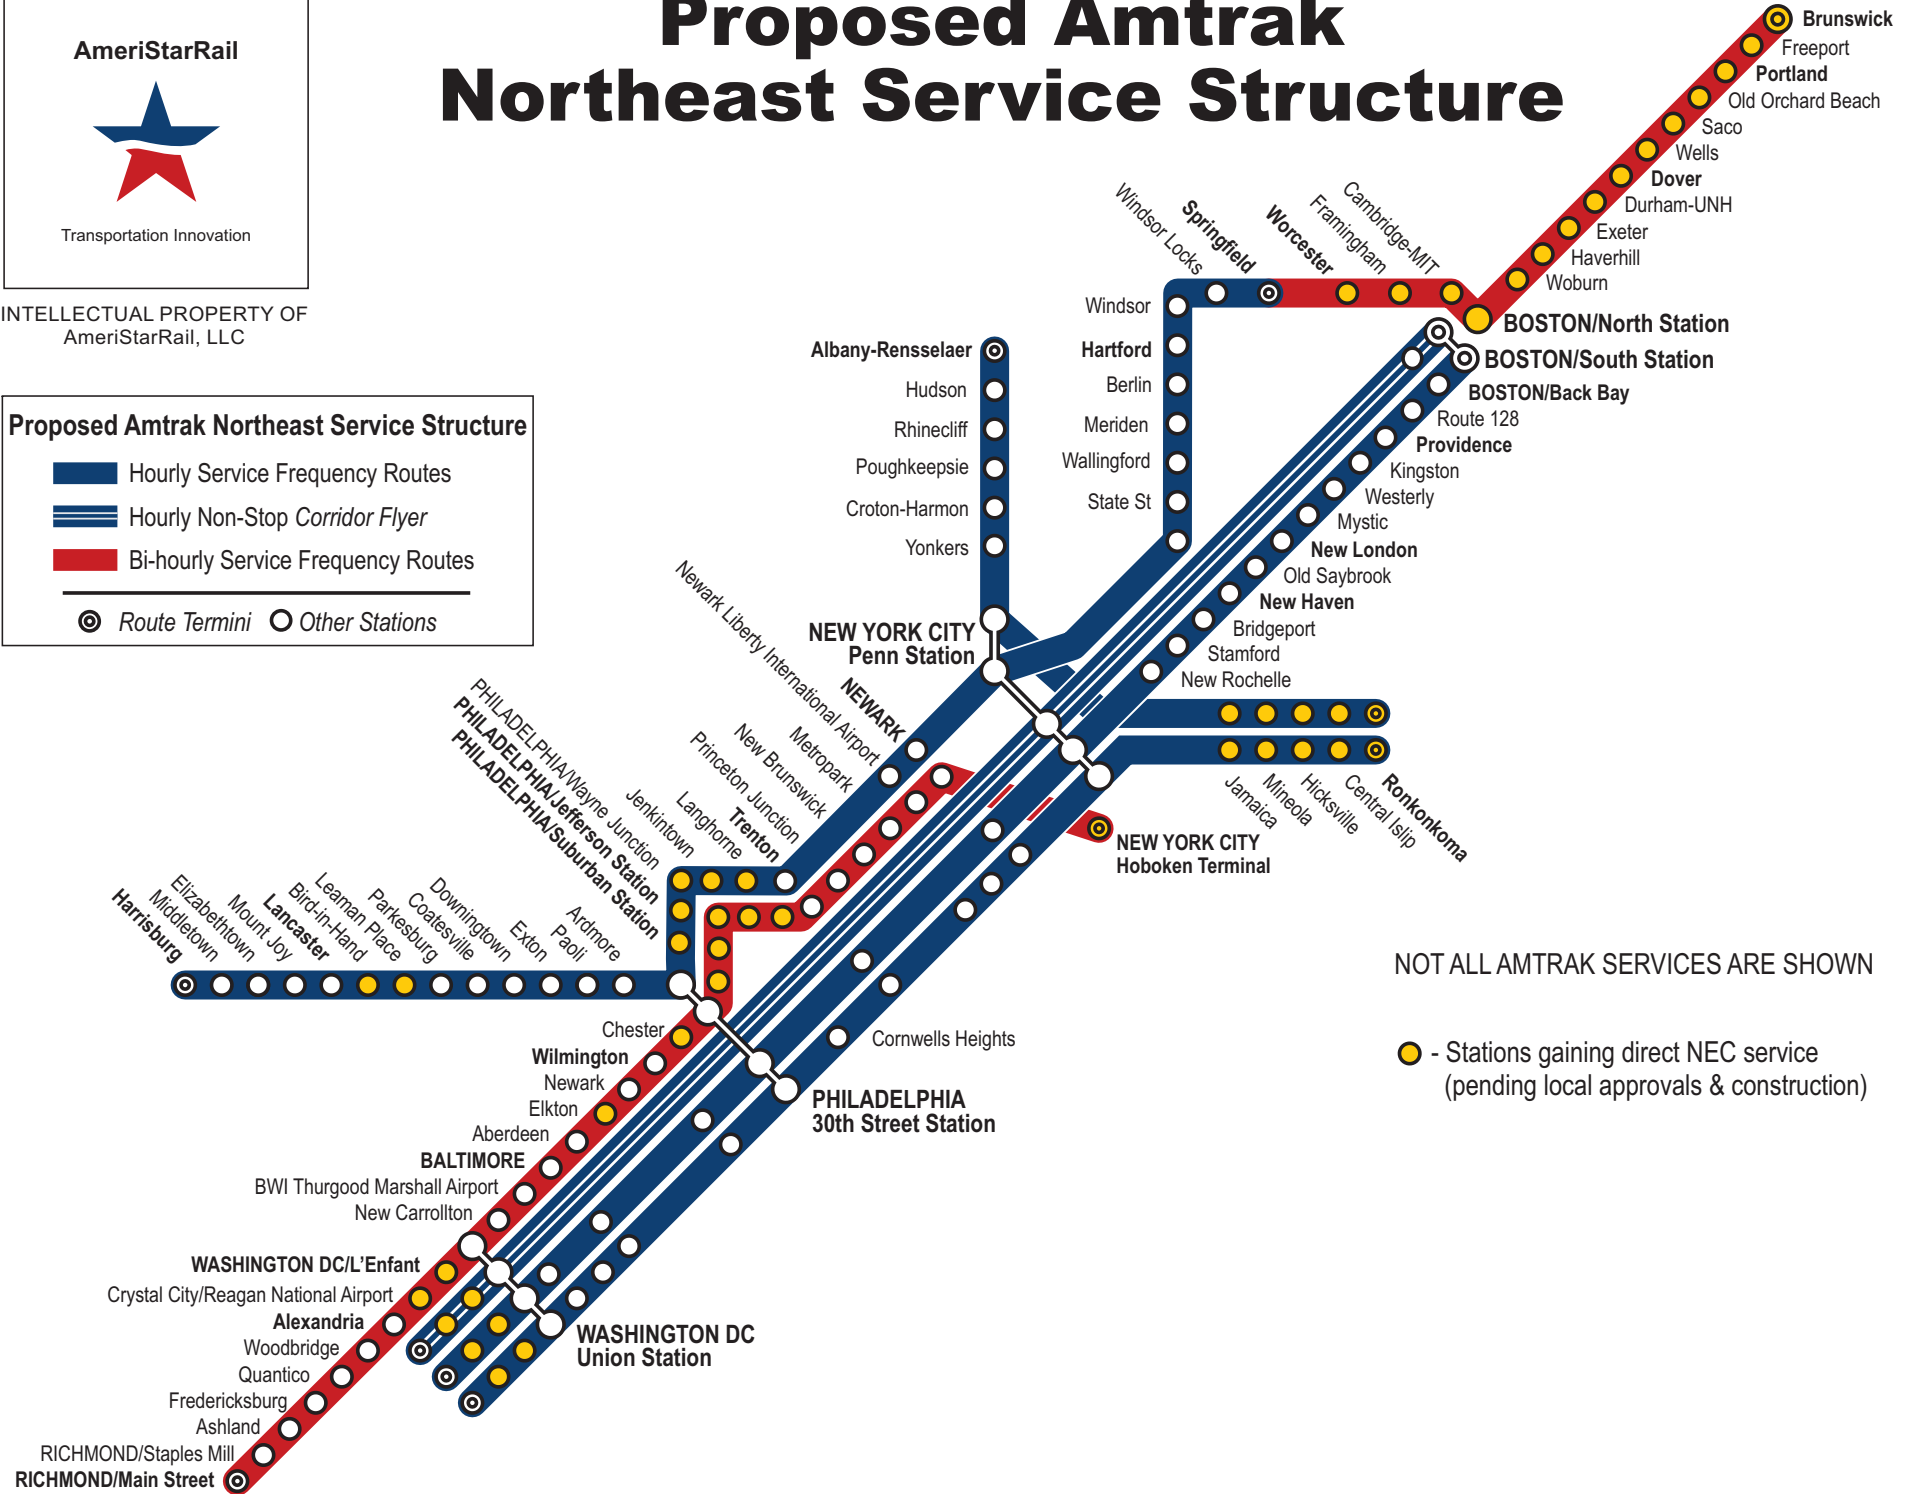 AmeriStarRail
Transportation Innovation
INTELLECTUAL PROPERTY OF
AmeriStarRail, LLC
Proposed Amtrak
Northeast Service Structure
Proposed Amtrak Northeast Service Structure
Hourly Service Frequency Routes
Hourly Non-Stop Corridor Flyer
Bi-hourly Service Frequency Routes
Route Termini
Other Stations
Brunswick
Freeport
Portland
Old Orchard Beach
Saco
Wells
Dover
Durham-UNH
Exeter
Haverhill
Woburn
BOSTON/North Station
BOSTON/South Station
BOSTON/Back Bay
Route 128
Providence
Kingston
Westerly
Mystic
New London
Old Saybrook
New Haven
Bridgeport
Stamford
New Rochelle
Cambridge-MIT
Framingham
Worcester
Springfield
Windsor Locks
Windsor
Hartford
Berlin
Meriden
Wallingford
State St
Albany-Rensselaer
Hudson
Rhinecliff
Poughkeepsie
Croton-Harmon
Yonkers
NEW YORK CITY
Penn Station
Jamaica
Mineola
Hicksville
Central Islip
Ronkonkoma
NEW YORK CITY
Hoboken Terminal
NEWARK
Newark Liberty International Airport
Metropark
New Brunswick
Princeton Junction
Trenton
Langhorne
Jenkintown
PHILADELPHIA/Wayne Junction
PHILADELPHIA/Jefferson Station
PHILADELPHIA/Suburban Station
Harrisburg
Middletown
Elizabethtown
Mount Joy
Lancaster
Bird-in-Hand
Leaman Place
Parkesburg
Coatesville
Downingtown
Exton
Paoli
Ardmore
Cornwells Heights
PHILADELPHIA
30th Street Station
Chester
Wilmington
Newark
Elkton
Aberdeen
BALTIMORE
BWI Thurgood Marshall Airport
New Carrollton
WASHINGTON DC
Union Station
WASHINGTON DC/L'Enfant
Crystal City/Reagan National Airport
Alexandria
Woodbridge
Quantico
Fredericksburg
Ashland
RICHMOND/Staples Mill
RICHMOND/Main Street
NOT ALL AMTRAK SERVICES ARE SHOWN
- Stations gaining direct NEC service
(pending local approvals & construction)